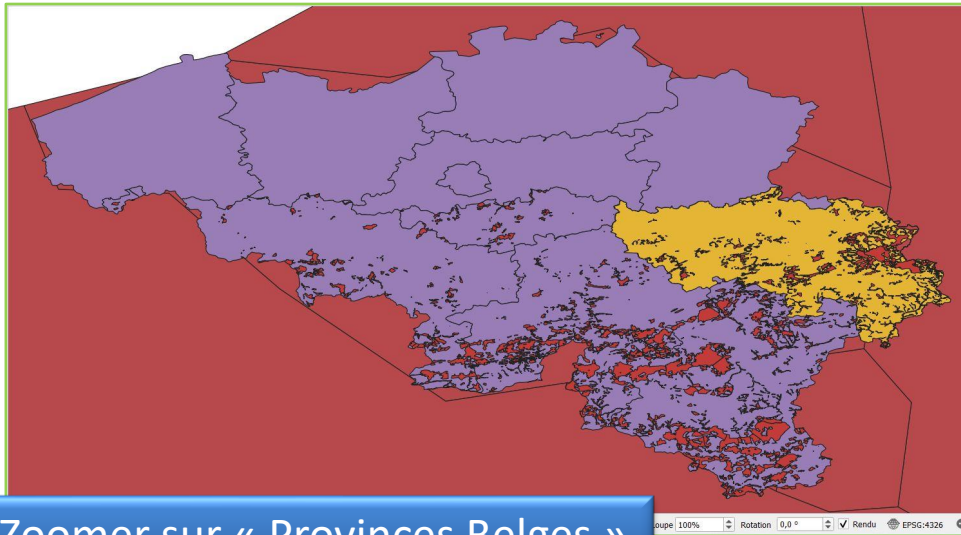 Loupe 100% Rotation 0,0 ° Rendu EPSG:4326
Zoomer sur « Provinces Belges »